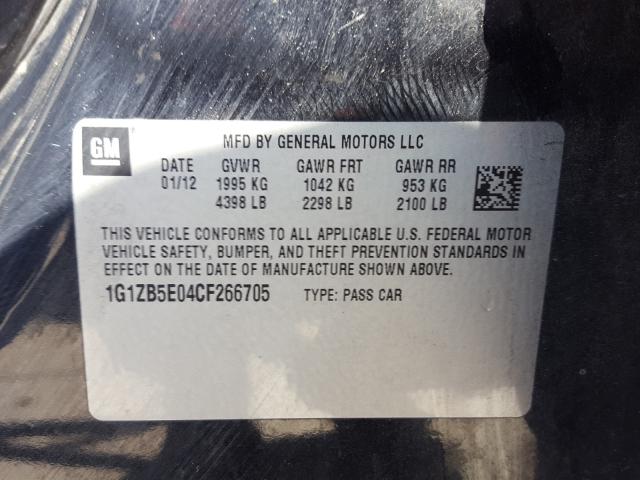 GM
MFD BY GENERAL MOTORS LLC
DATE GVWR GAWR FRT GAWR RR
01/12 1995 KG 1042 KG 953 KG
4398 LB 2298 LB 2100 LB
THIS VEHICLE CONFORMS TO ALL APPLICABLE U.S. FEDERAL MOTOR
VEHICLE SAFETY, BUMPER, AND THEFT PREVENTION STANDARDS IN
EFFECT ON THE DATE OF MANUFACTURE SHOWN ABOVE.
1G1ZB5E04CF266705 TYPE: PASS CAR